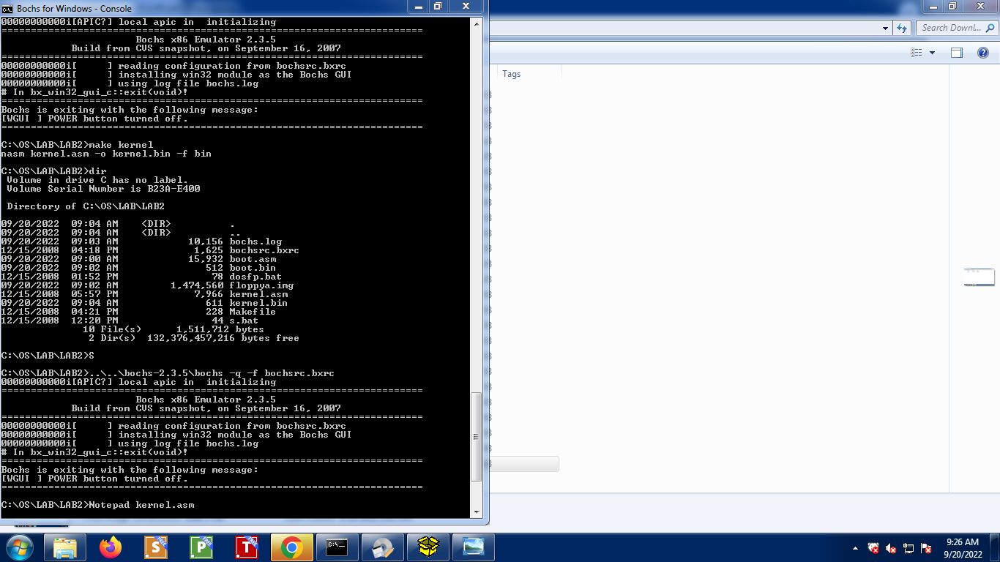 Bochs for Windows - Console
00000000000i[APIC?] local apic in  initializing
========================================================================
Bochs x86 Emulator 2.3.5
Build from CVS snapshot, on September 16, 2007
========================================================================
00000000000i[     ] reading configuration from bochsrc.bxrc
00000000000i[     ] installing win32 module as the Bochs GUI
00000000000i[     ] using log file bochs.log
# In bx_win32_gui_c::exit(void)!
========================================================================
Bochs is exiting with the following message:
[WGUI ] POWER button turned off.
========================================================================
C:\OS\LAB\LAB2>make kernel
nasm kernel.asm -o kernel.bin -f bin
C:\OS\LAB\LAB2>dir
Volume in drive C has no label.
Volume Serial Number is B23A-E400
Directory of C:\OS\LAB\LAB2
09/20/2022  09:04 AM    <DIR>          .
09/20/2022  09:04 AM    <DIR>          ..
09/20/2022  09:03 AM            10,156 bochs.log
12/15/2008  04:18 PM             1,625 bochsrc.bxrc
09/20/2022  09:00 AM            15,932 boot.asm
09/20/2022  09:02 AM               512 boot.bin
12/15/2008  01:52 PM                78 dosfp.bat
09/20/2022  09:02 AM         1,474,560 floppya.img
12/15/2008  05:57 PM             7,966 kernel.asm
09/20/2022  09:04 AM               611 kernel.bin
12/15/2008  04:21 PM               228 Makefile
12/15/2008  12:20 PM                44 s.bat
10 File(s)      1,511,712 bytes
2 Dir(s)  132,376,457,216 bytes free
C:\OS\LAB\LAB2>S
C:\OS\LAB\LAB2>..\..\bochs-2.3.5\bochs -q -f bochsrc.bxrc
00000000000i[APIC?] local apic in  initializing
========================================================================
Bochs x86 Emulator 2.3.5
Build from CVS snapshot, on September 16, 2007
========================================================================
00000000000i[     ] reading configuration from bochsrc.bxrc
00000000000i[     ] installing win32 module as the Bochs GUI
00000000000i[     ] using log file bochs.log
# In bx_win32_gui_c::exit(void)!
========================================================================
Bochs is exiting with the following message:
[WGUI ] POWER button turned off.
========================================================================
C:\OS\LAB\LAB2>Notepad kernel.asm
Search Downl...
Tags
S FREE
P FREE
T FREE
9:26 AM
9/20/2022